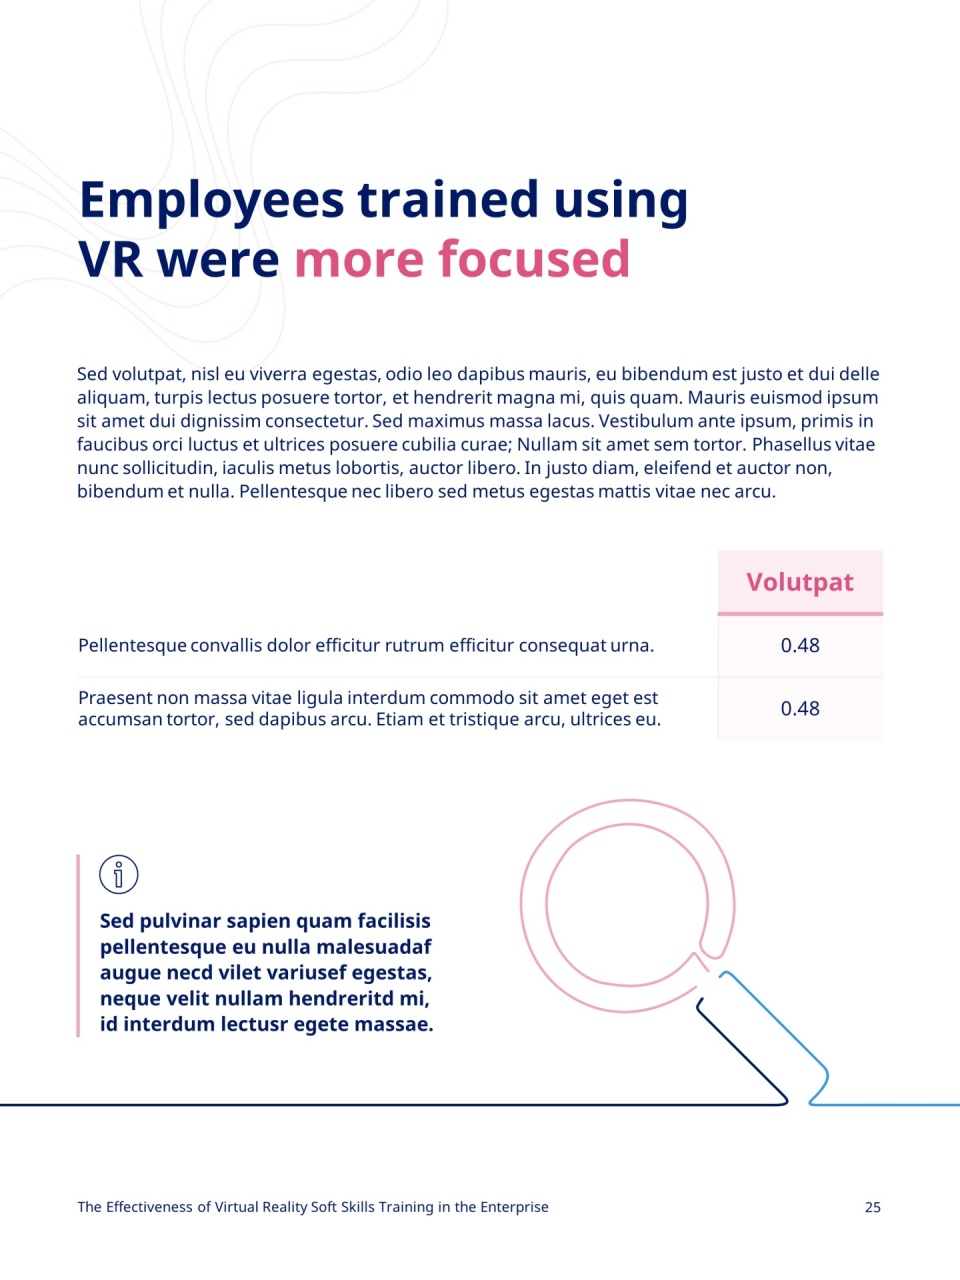 Employees trained using
VR were more focused
Sed volutpat, nisl eu viverra egestas, odio leo dapibus mauris, eu bibendum est justo et dui delle
aliquam, turpis lectus posuere tortor, et hendrerit magna mi, quis quam. Mauris euismod ipsum
sit amet dui dignissim consectetur. Sed maximus massa lacus. Vestibulum ante ipsum, primis in
faucibus orci luctus et ultrices posuere cubilia curae; Nullam sit amet sem tortor. Phasellus vitae
nunc sollicitudin, iaculis metus lobortis, auctor libero. In justo diam, eleifend et auctor non,
bibendum et nulla. Pellentesque nec libero sed metus egestas mattis vitae nec arcu.
Volutpat
Pellentesque convallis dolor efficitur rutrum efficitur consequat urna. 0.48
Praesent non massa vitae ligula interdum commodo sit amet eget est
accumsan tortor, sed dapibus arcu. Etiam et tristique arcu, ultrices eu. 0.48
Sed pulvinar sapien quam facilisis
pellentesque eu nulla malesuadaf
augue necd vilet variusef egestas,
neque velit nullam hendreritd mi,
id interdum lectusr egete massae.
The Effectiveness of Virtual Reality Soft Skills Training in the Enterprise 25